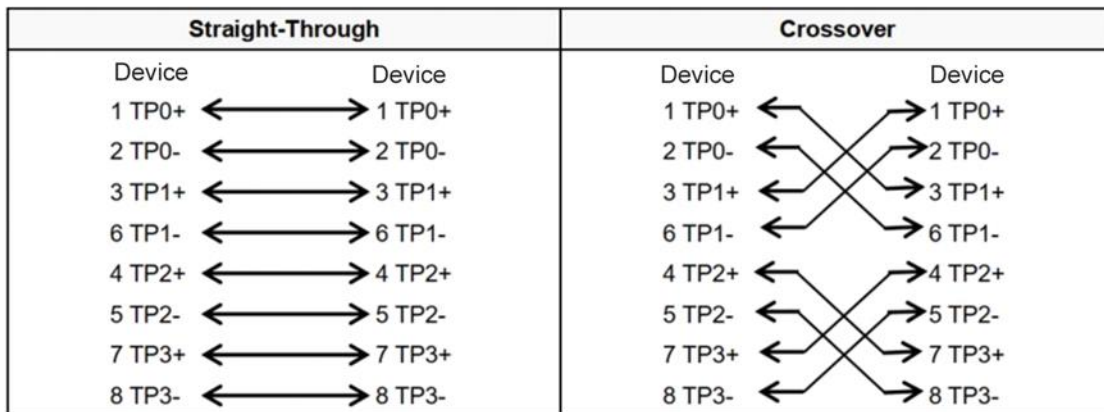 Straight-Through Crossover
Device Device Device Device
1 TP0+ 1 TP0+ 1 TP0+ 1 TP0+
2 TP0- 2 TP0- 2 TP0- 2 TP0-
3 TP1+ 3 TP1+ 3 TP1+ 3 TP1+
6 TP1- 6 TP1- 6 TP1- 6 TP1-
4 TP2+ 4 TP2+ 4 TP2+ 4 TP2+
5 TP2- 5 TP2- 5 TP2- 5 TP2-
7 TP3+ 7 TP3+ 7 TP3+ 7 TP3+
8 TP3- 8 TP3- 8 TP3- 8 TP3-